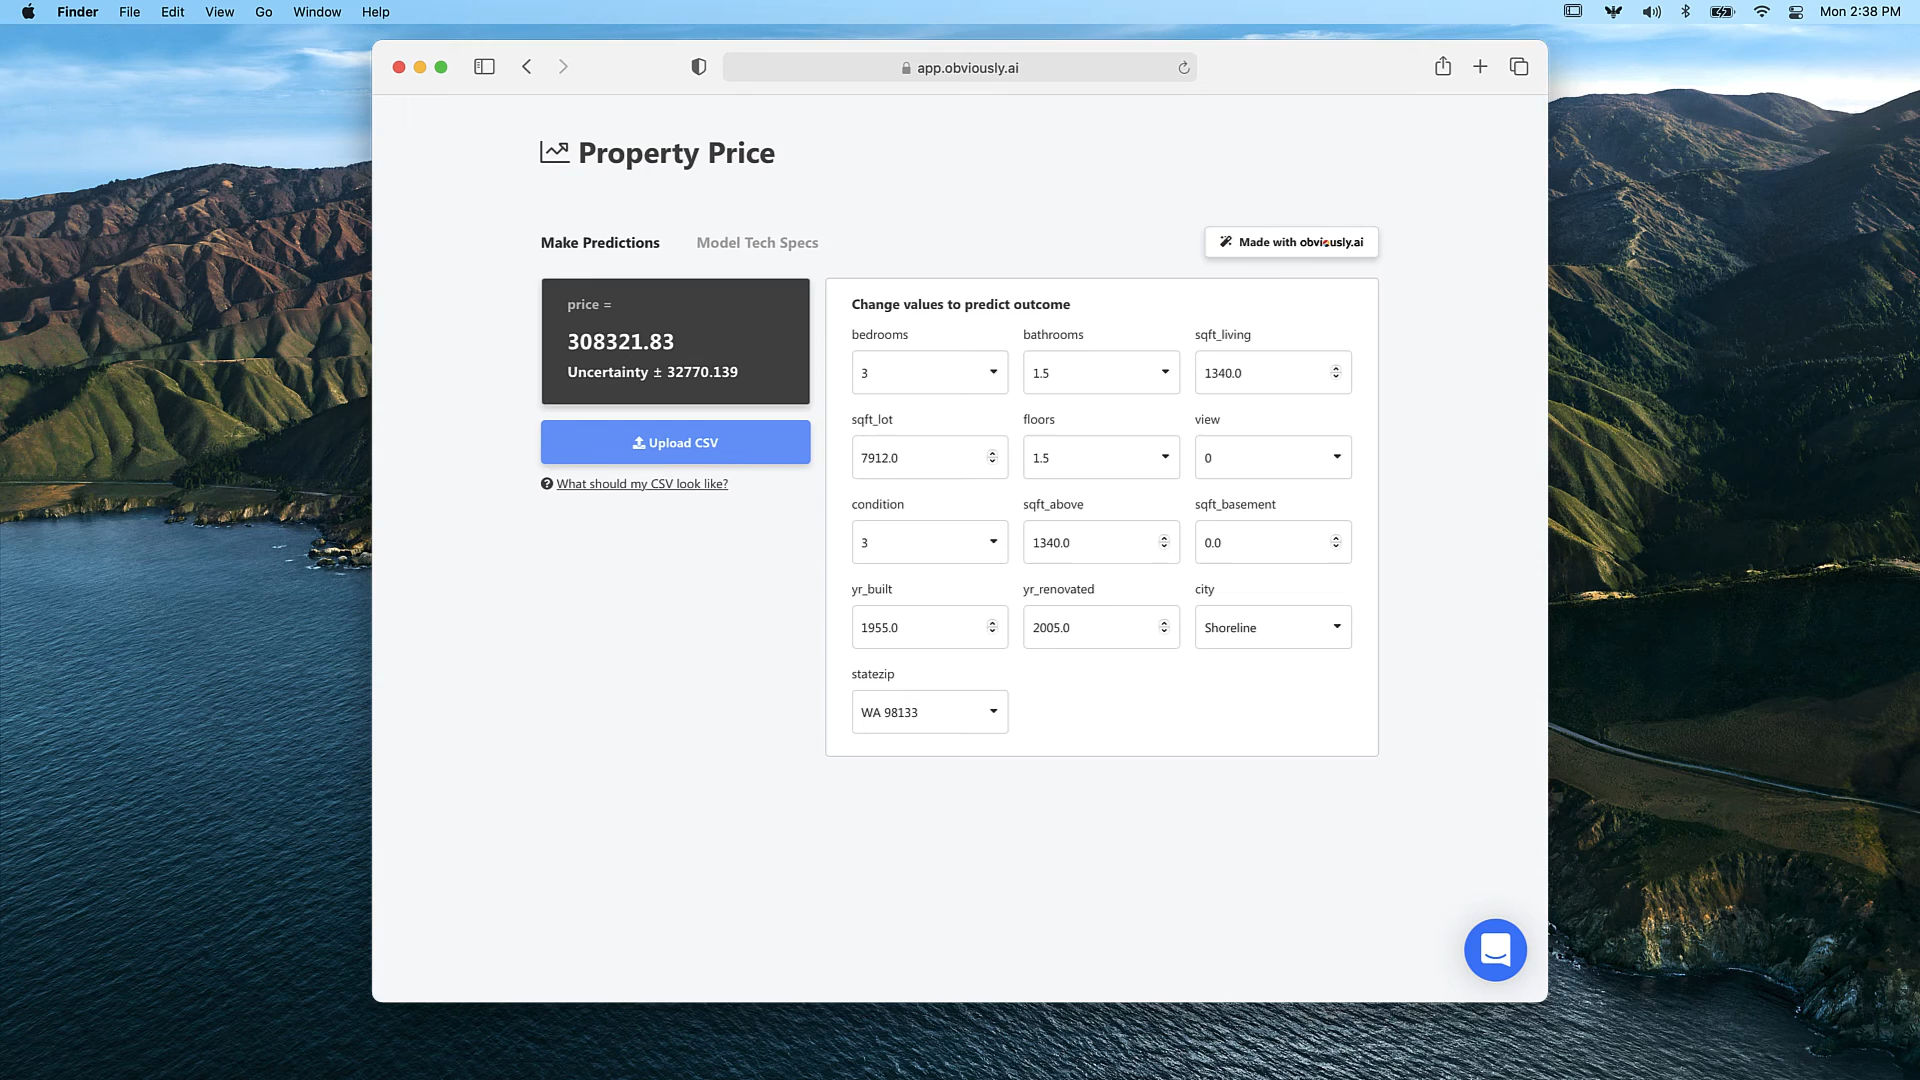 Finder File Edit View Go Window Help Mon 2:38 PM
app.obviously.ai
Property Price
Make Predictions Model Tech Specs Made with obviously.ai
price =
308321.83
Uncertainty ± 32770.139
Upload CSV
What should my CSV look like?
Change values to predict outcome
bedrooms bathrooms sqft_living
3 1.5 1340.0
sqft_lot floors view
7912.0 1.5 0
condition sqft_above sqft_basement
3 1340.0 0.0
yr_built yr_renovated city
1955.0 2005.0 Shoreline
statezip
WA 98133